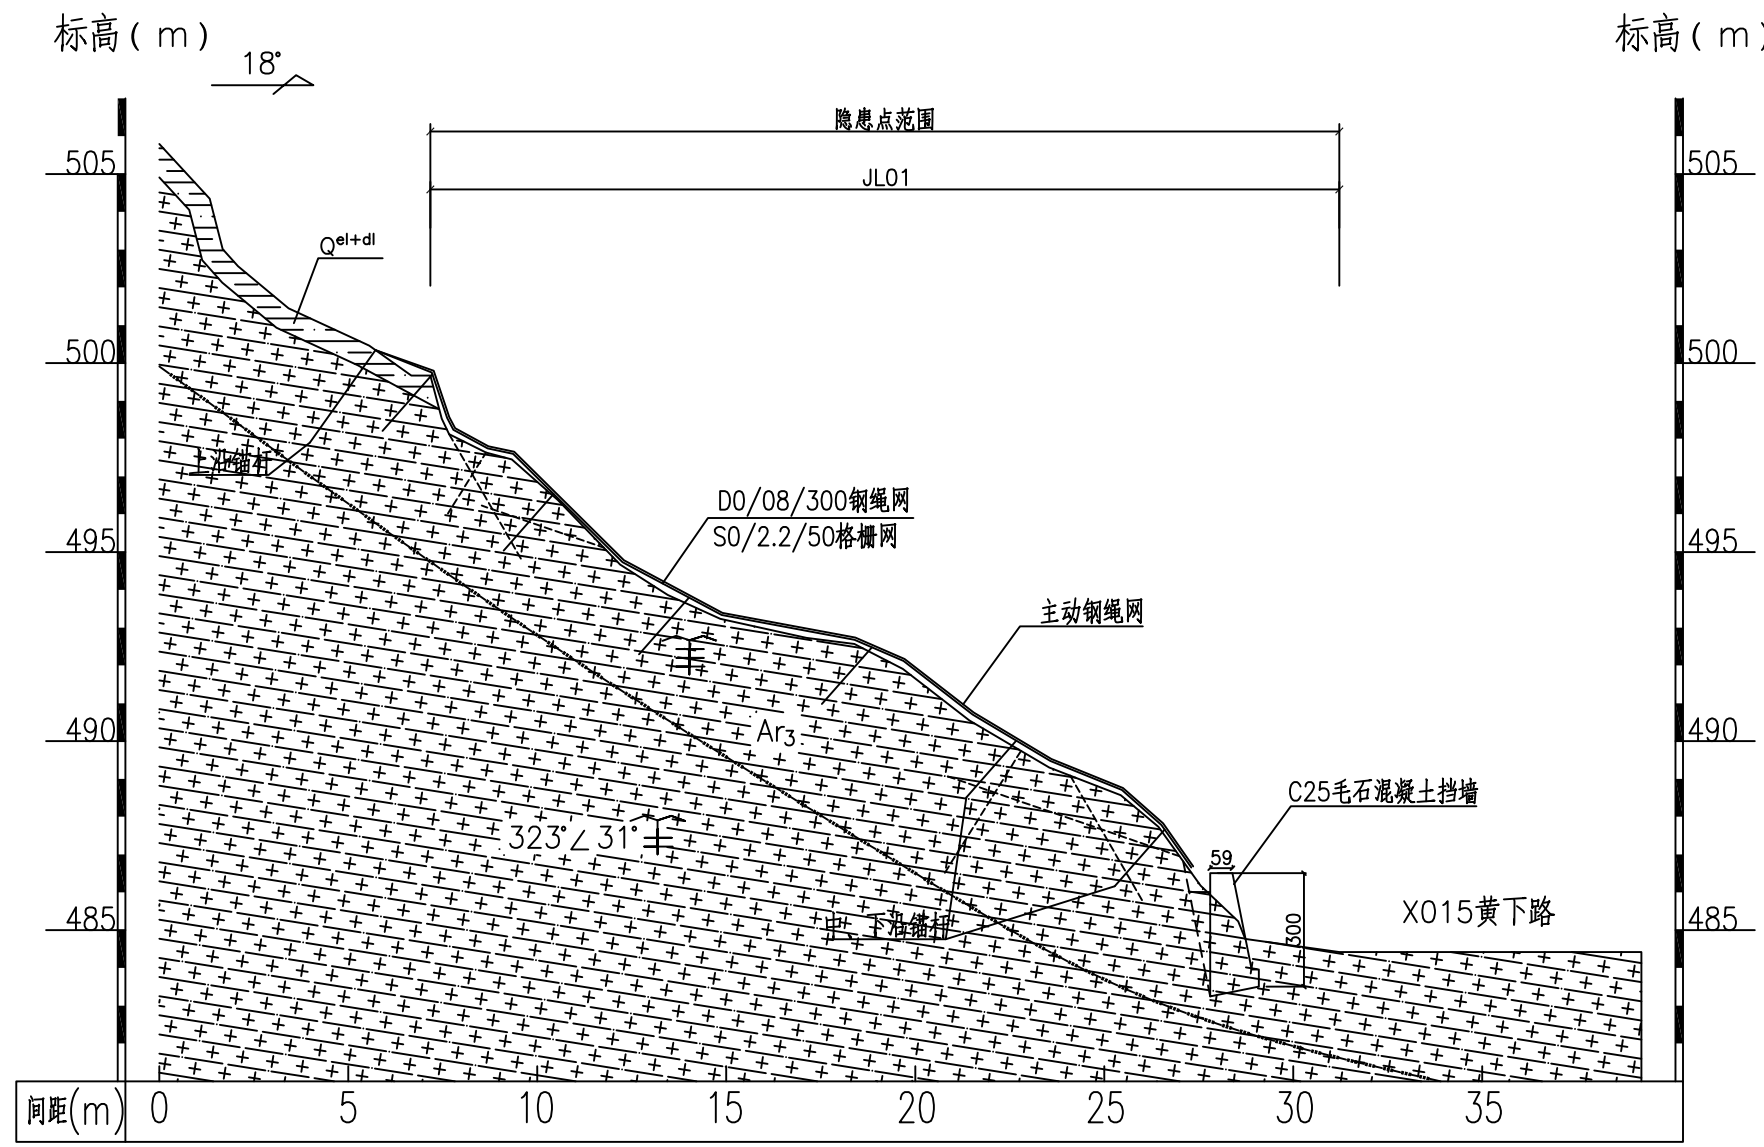 标高( m )
标高( m )
18°
隐患点范围
JL01
505
505
Qel+dl
500
500
上沿锚杆
D0/08/300钢绳网
S0/2.2/50格栅网
495
495
主动钢绳网
Ar3
490
490
C25毛石混凝土挡墙
323°∠31°
59
X015黄下路
中、下沿锚杆
300
485
485
间距(m) 0 5 10 15 20 25 30 35